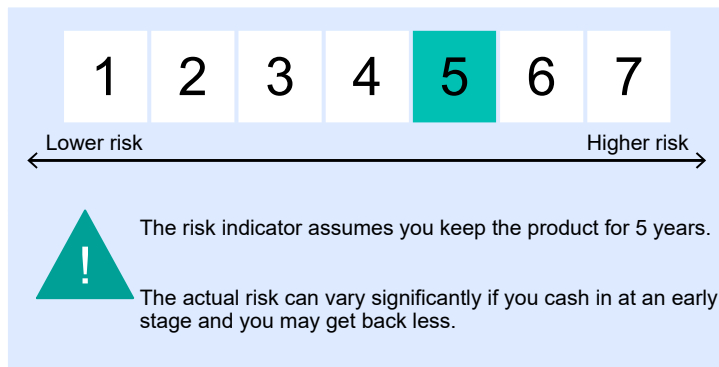 1 2 3 4 5 6 7
Lower risk Higher risk
!
The risk indicator assumes you keep the product for 5 years.
The actual risk can vary significantly if you cash in at an early
stage and you may get back less.